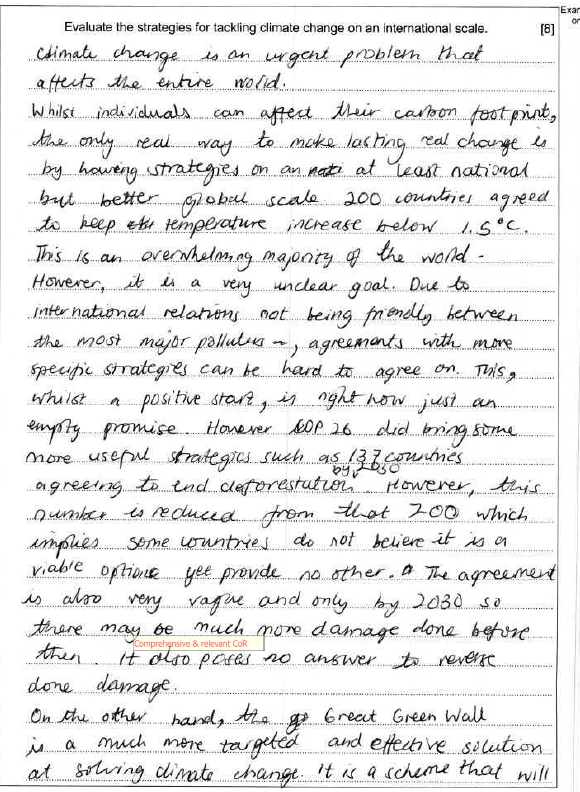 Exam
or
Evaluate the strategies for tackling climate change on an international scale. [8]
Climate change is an urgent problem that
affects the entire world.
Whilst individuals can affect their carbon footprint,
the only real way to make lasting real change is
by having strategies on an at least national
but better global scale 200 countries agreed
to keep temperature increase below 1.5°C.
This is an overwhelming majority of the world -
However, it is a very unclear goal. Due to
international relations not being friendly between
the most major polluters, agreements with more
specific strategies can be hard to agree on. This,
whilst a positive start, is right now just an
empty promise. However COP 26 did bring some
more useful strategies such as 137 countries
agreeing to end deforestation by 2030. However, this
number is reduced from that 200 which
implies some countries do not believe it is a
viable option yet provide no other. The agreement
is also very vague and only by 2030 so
there may be much more damage done before
Comprehensive & relevant CoR
then. It also poses no answer to reverse
done damage.
On the other hand, the Great Green Wall
is a much more targeted and effective solution
at solving climate change. It is a scheme that will